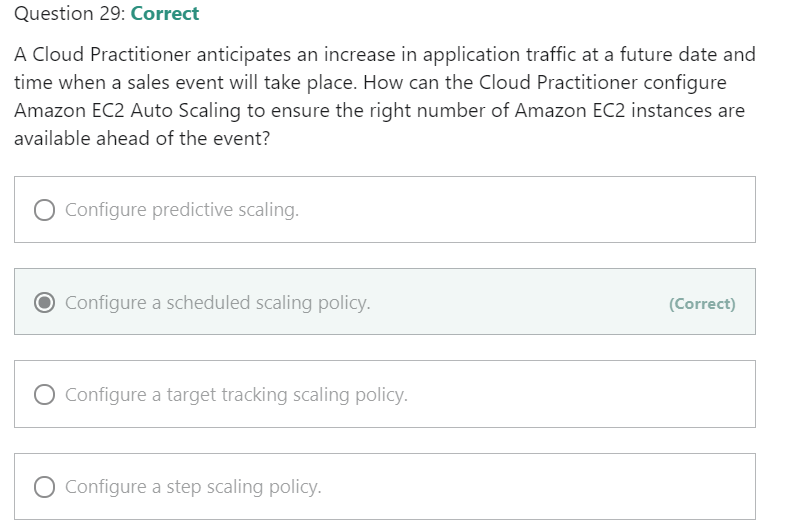 Question 29: Correct
A Cloud Practitioner anticipates an increase in application traffic at a future date and
time when a sales event will take place. How can the Cloud Practitioner configure
Amazon EC2 Auto Scaling to ensure the right number of Amazon EC2 instances are
available ahead of the event?
Configure predictive scaling.
Configure a scheduled scaling policy. (Correct)
Configure a target tracking scaling policy.
Configure a step scaling policy.